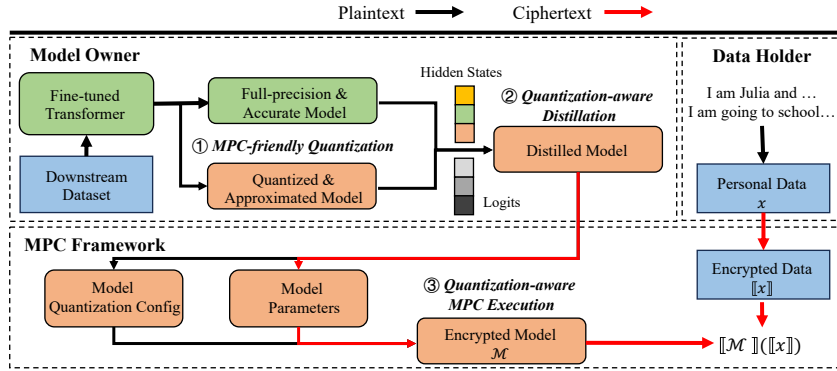 Plaintext
Ciphertext
Model Owner
Data Holder
Fine-tuned
Transformer
Full-precision &
Accurate Model
Hidden States
② Quantization-aware
Distillation
I am Julia and …
I am going to school…
① MPC-friendly Quantization
Distilled Model
Downstream
Dataset
Quantized &
Approximated Model
Logits
Personal Data
x
MPC Framework
Model
Quantization Config
Model
Parameters
③ Quantization-aware
MPC Execution
Encrypted Data
⟦x⟧
Encrypted Model
ℳ
⟦ℳ ⟧(⟦x⟧)